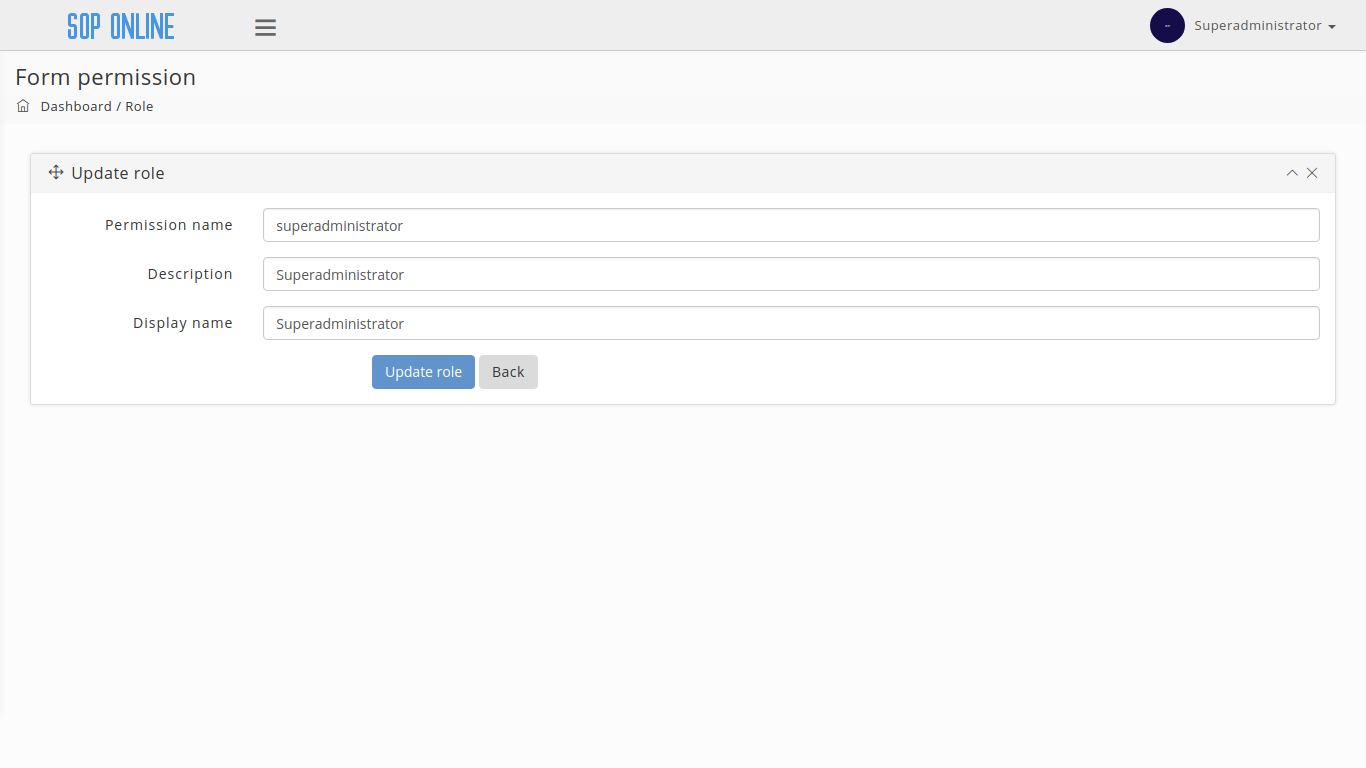 SOP ONLINE
Superadministrator
Form permission
Dashboard / Role
Update role
Permission name superadministrator
Description Superadministrator
Display name Superadministrator
Update role Back